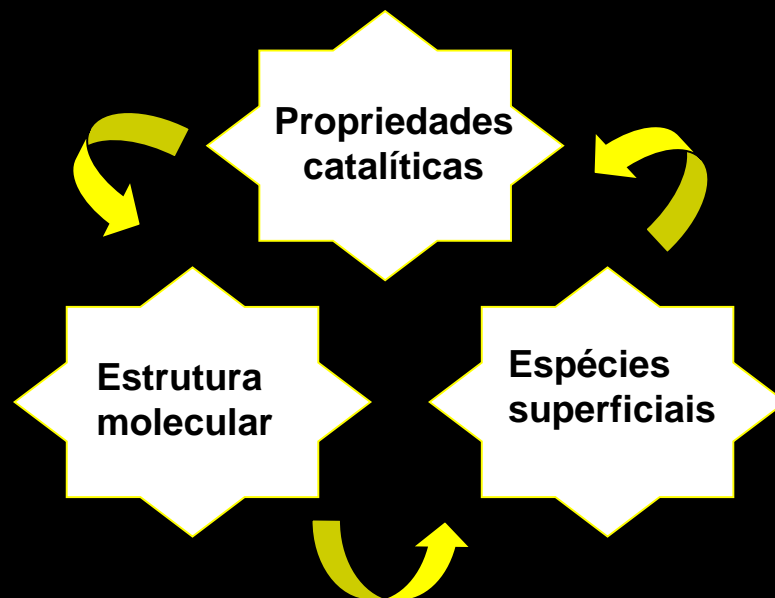 Propriedades
catalíticas
Estrutura
molecular
Espécies
superficiais